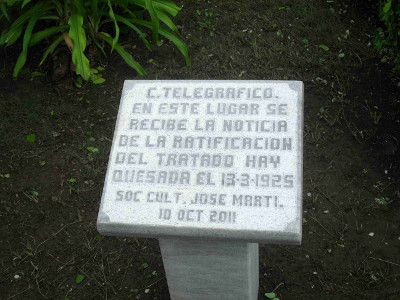 C. TELEGRAFICO.
EN ESTE LUGAR SE
RECIBE LA NOTICIA
DE LA RATIFICACION
DEL TRATADO HAY
QUESADA EL 13-3-1925
SOC CULT. JOSE MARTI.
10 OCT 2011